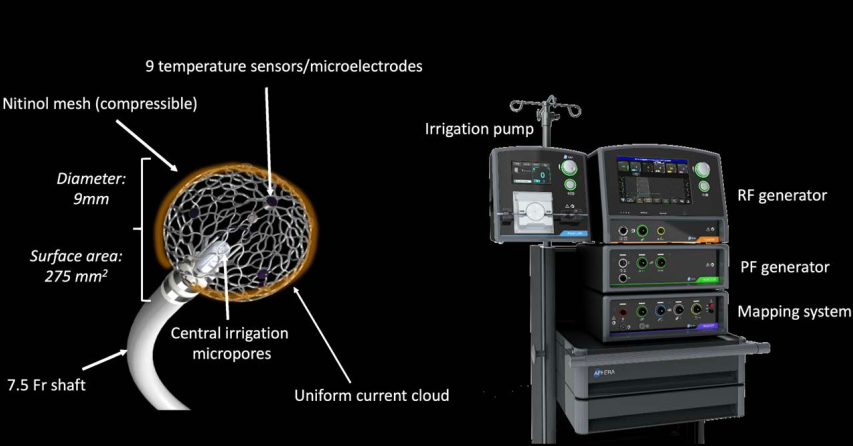 9 temperature sensors/microelectrodes
Nitinol mesh (compressible)
Irrigation pump
Diameter:
9mm
RF generator
Surface area:
275 mm²
PF generator
Mapping system
Central irrigation
micropores
7.5 Fr shaft
Uniform current cloud
AFFERA